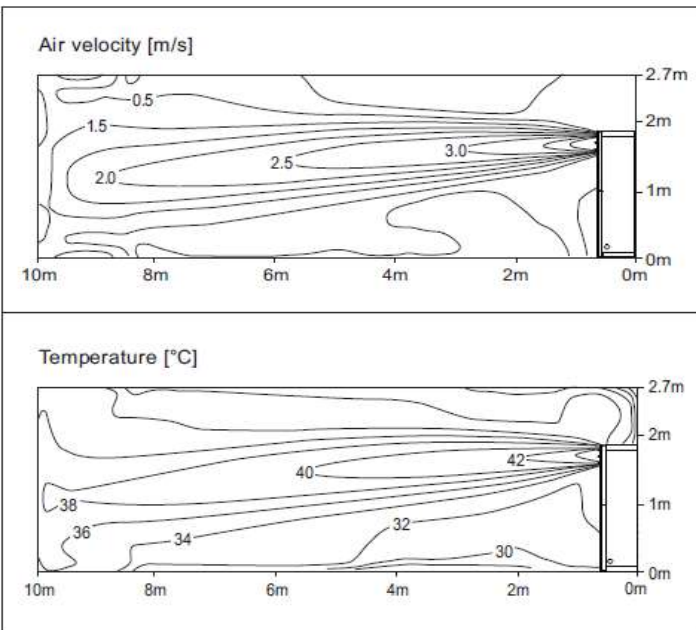 Air velocity [m/s]
2.7m
0.5
2m
1.5
3.0
2.5
2.0
1m
0m
10m 8m 6m 4m 2m 0m
Temperature [°C]
2.7m
2m
42
40
38
1m
36
32
34
30
0m
10m 8m 6m 4m 2m 0m